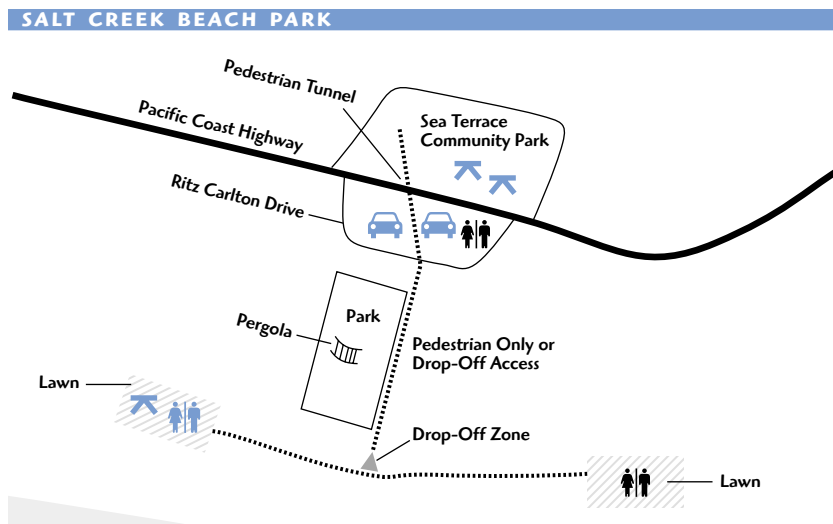 SALT CREEK BEACH PARK
Pedestrian Tunnel
Pacific Coast Highway
Sea Terrace
Community Park
Ritz Carlton Drive
Park
Pergola
Pedestrian Only or
Drop-Off Access
Lawn
Drop-Off Zone
Lawn